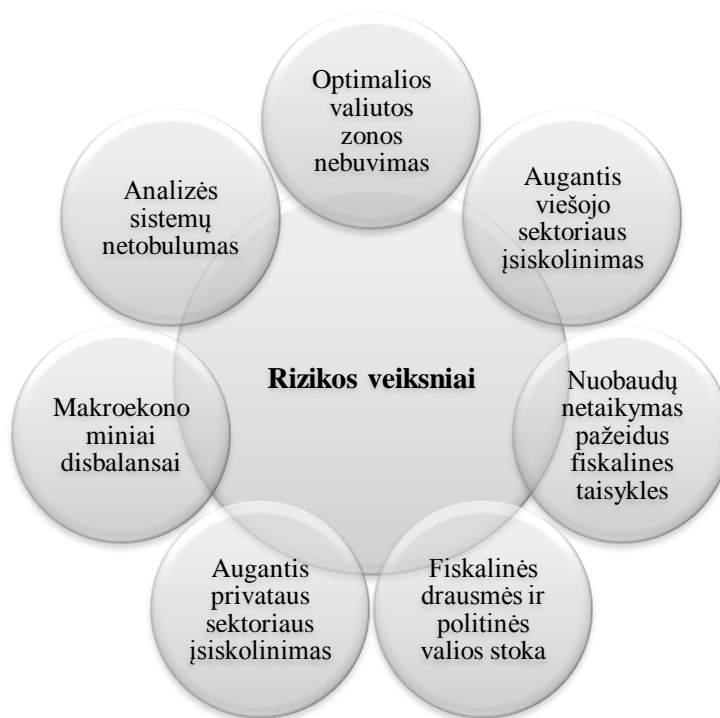 Optimalios
valiutos
zonos
nebuvimas
Augantis
viešojo
sektoriaus
įsiskolinimas
Nuobaudų
netaikymas
pažeidus
fiskalines
taisykles
Fiskalinės
drausmės ir
politinės
valios stoka
Augantis
privataus
sektoriaus
įsiskolinimas
Makroekono
miniai
disbalansai
Analizės
sistemų
netobulumas
Rizikos veiksniai